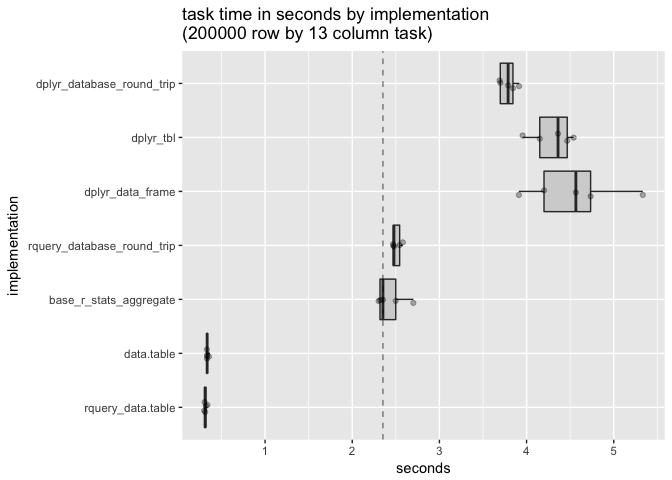 task time in seconds by implementation
(200000 row by 13 column task)
implementation
dplyr_database_round_trip
dplyr_tbl
dplyr_data_frame
rquery_database_round_trip
base_r_stats_aggregate
data.table
rquery_data.table
1 2 3 4 5
seconds